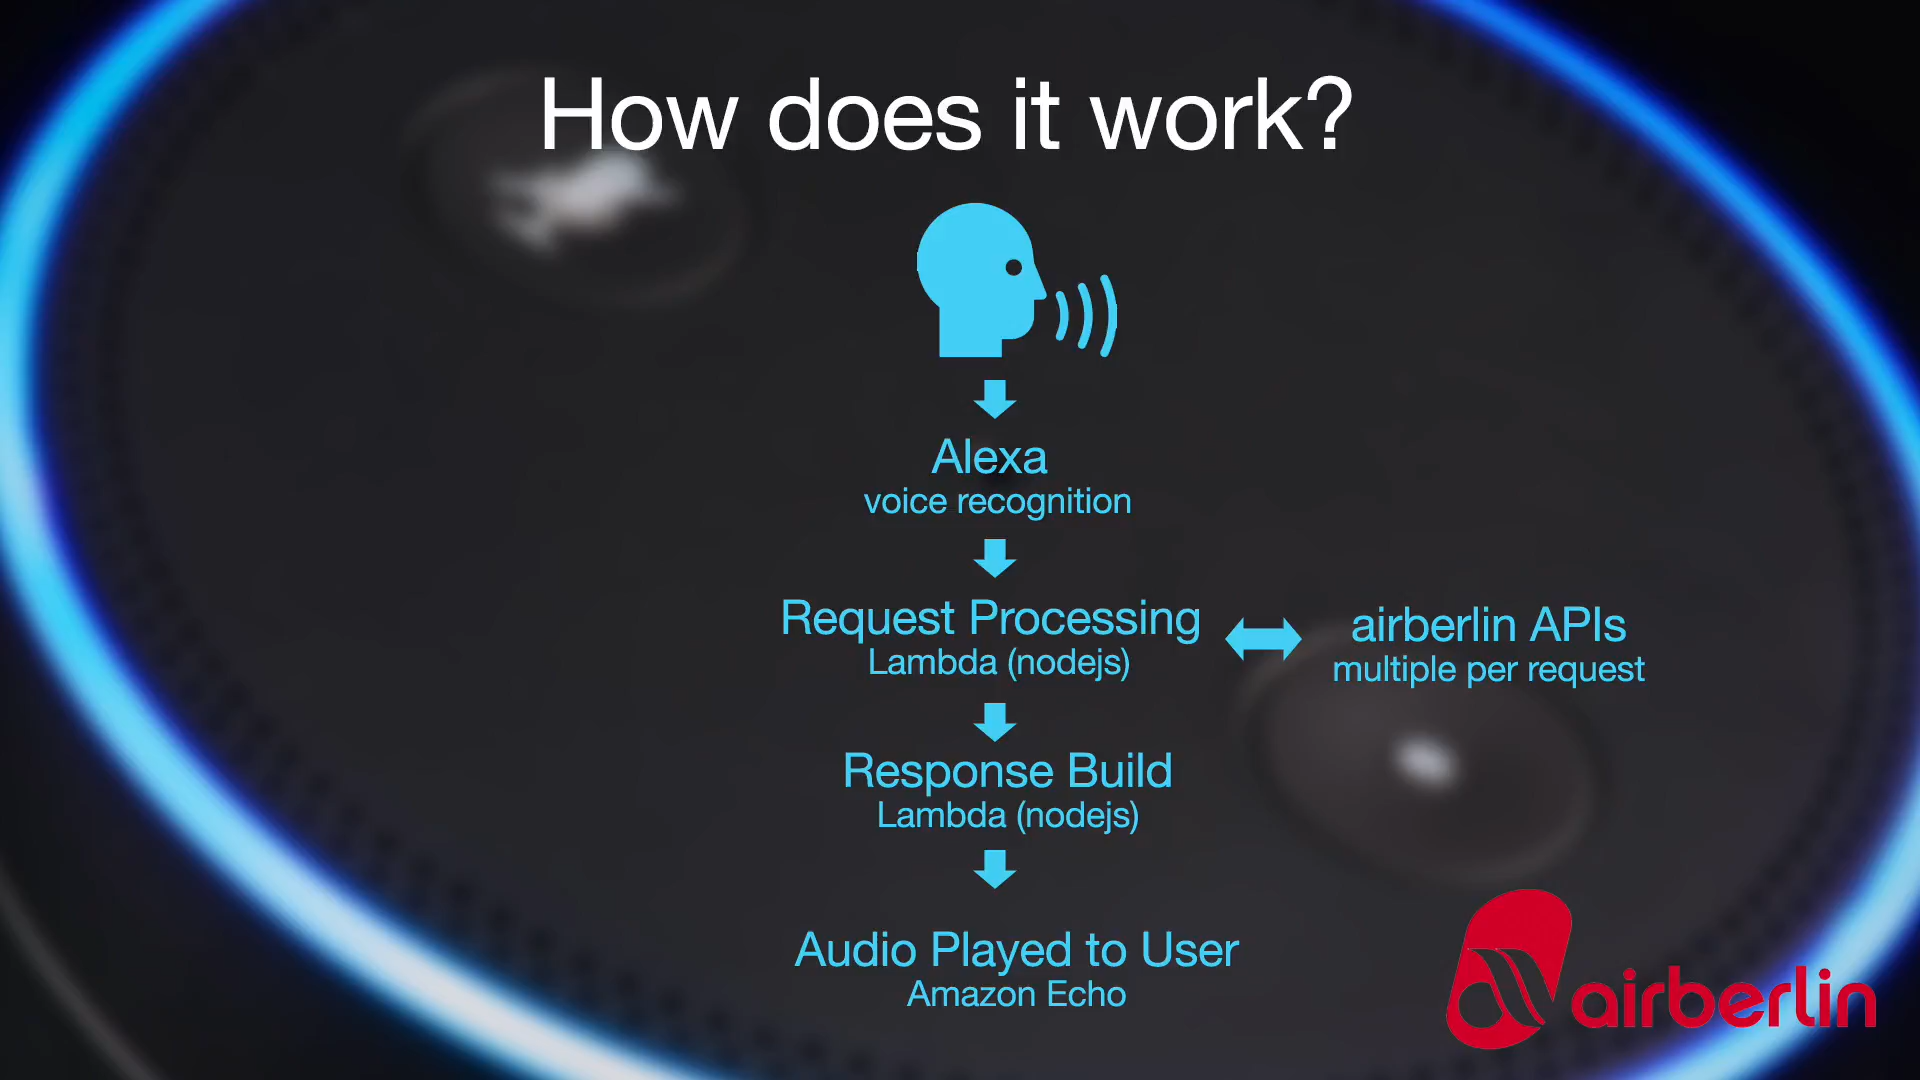 How does it work?
Alexa
voice recognition
Request Processing
Lambda (nodejs)
airberlin APIs
multiple per request
Response Build
Lambda (nodejs)
Audio Played to User
Amazon Echo
airberlin